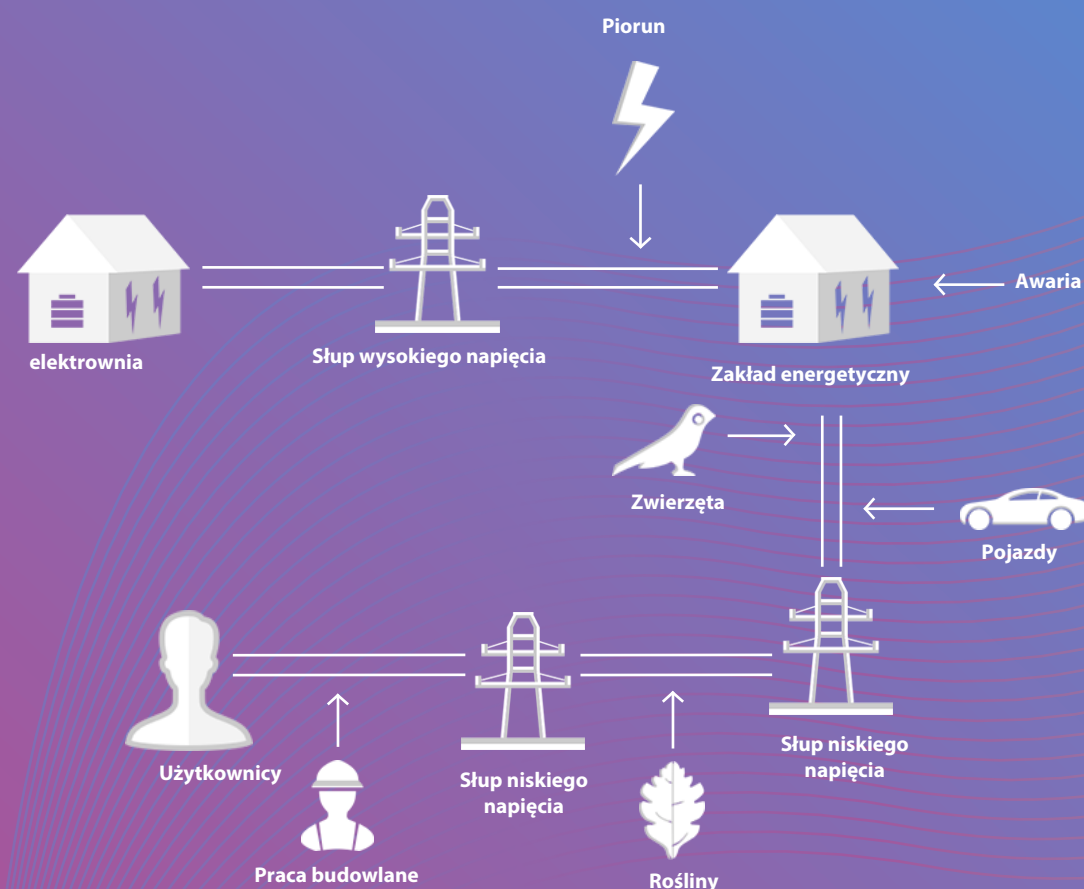 Piorun
Awaria
elektrownia
Słup wysokiego napięcia
Zakład energetyczny
Zwierzęta
Pojazdy
Słup niskiego
napięcia
Użytkownicy
Słup niskiego
napięcia
Praca budowlane
Rośliny